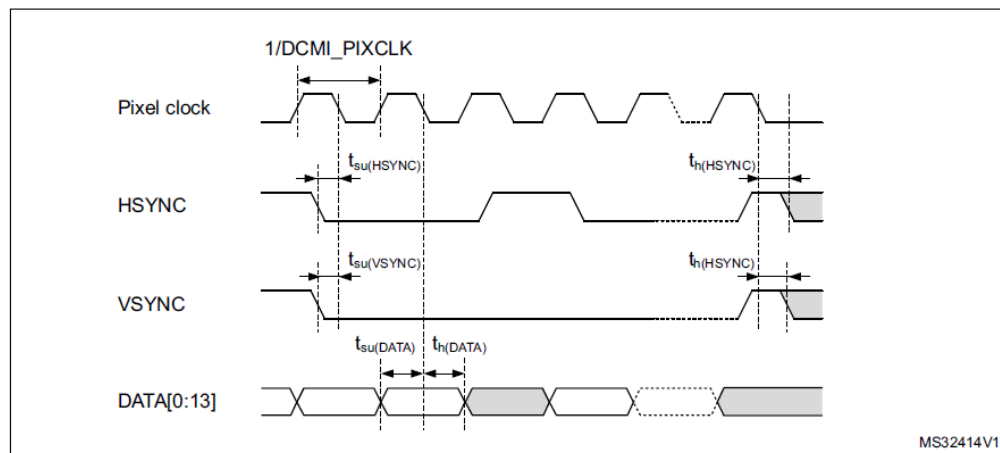 1/DCMI_PIXCLK
Pixel clock
tsu(HSYNC)
th(HSYNC)
HSYNC
tsu(VSYNC)
th(HSYNC)
VSYNC
tsu(DATA) th(DATA)
DATA[0:13]
MS32414V1